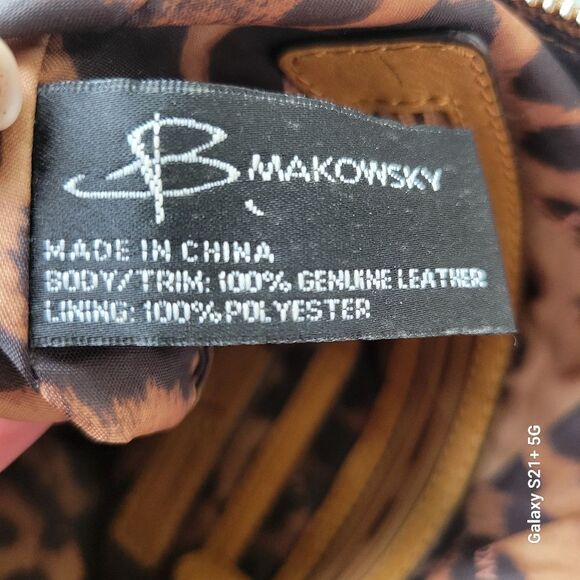 B MAKOWSKY
MADE IN CHINA
BODY/TRIM: 100% GENUINE LEATHER
LINING: 100% POLYESTER
Galaxy S21+ 5G